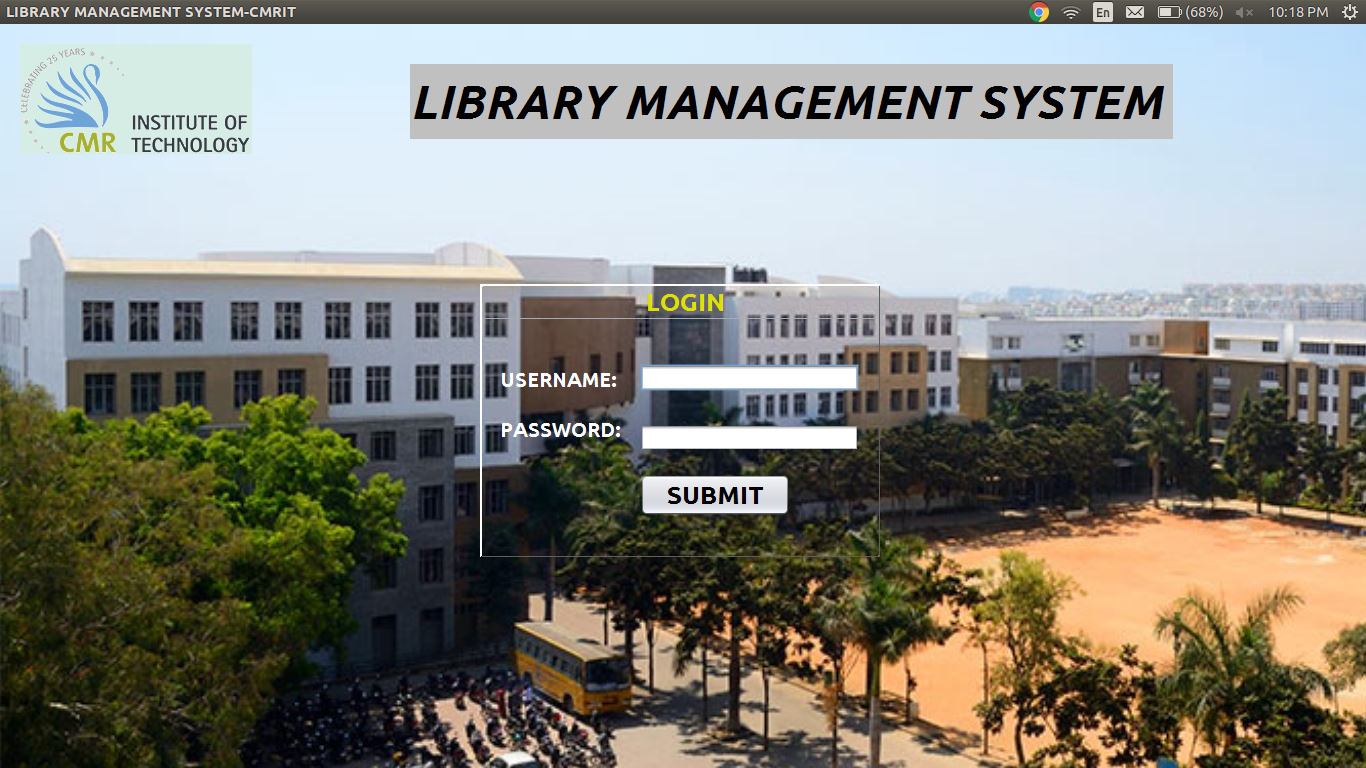 LIBRARY MANAGEMENT SYSTEM-CMRIT
En
(68%)
10:18 PM
CELEBRATING 25 YEARS
CMR
INSTITUTE OF
TECHNOLOGY
LIBRARY MANAGEMENT SYSTEM
LOGIN
USERNAME:
PASSWORD:
SUBMIT